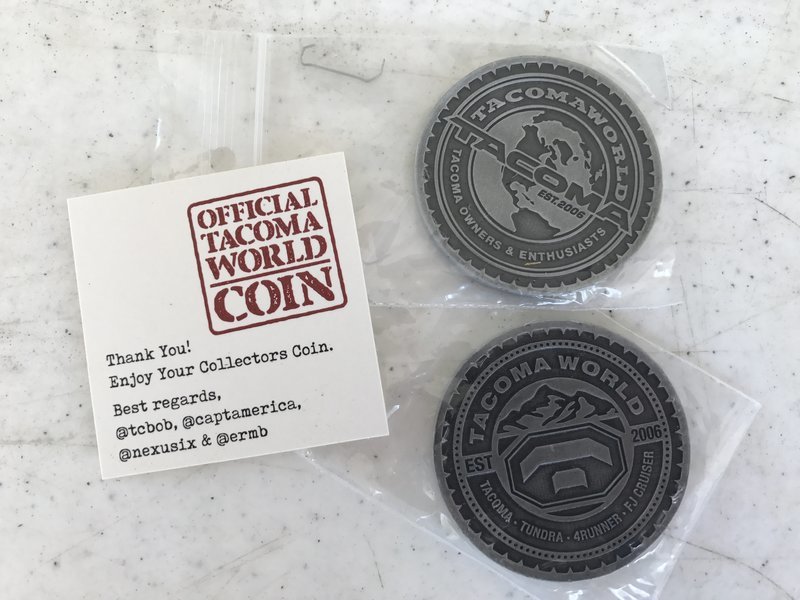 OFFICIAL
TACOMA
WORLD
COIN
Thank You!
Enjoy Your Collectors Coin.
Best regards,
@tcbob, @captamerica,
@nexusix & @ermb
TACOMAWORLD
TACOMA
EST. 2006
TACOMA OWNERS & ENTHUSIASTS
TACOMA WORLD
EST 2006
TACOMA · TUNDRA · 4RUNNER · FJ CRUISER